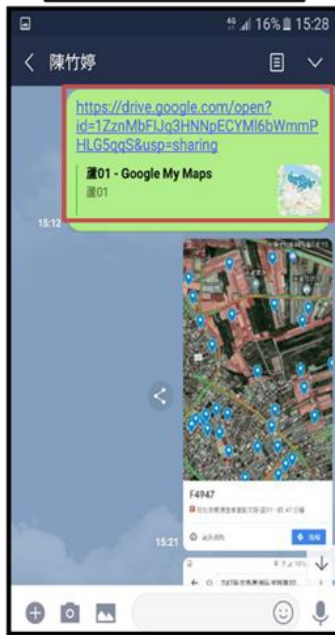 4G 16% 15:28
陳竹婷
https://drive.google.com/open?
id=1ZznMbFIJq3HNNpECYMl6bWmmP
HLG5qqS&usp=sharing
蘆01 - Google My Maps
蘆01
15:12
F4947
15:21